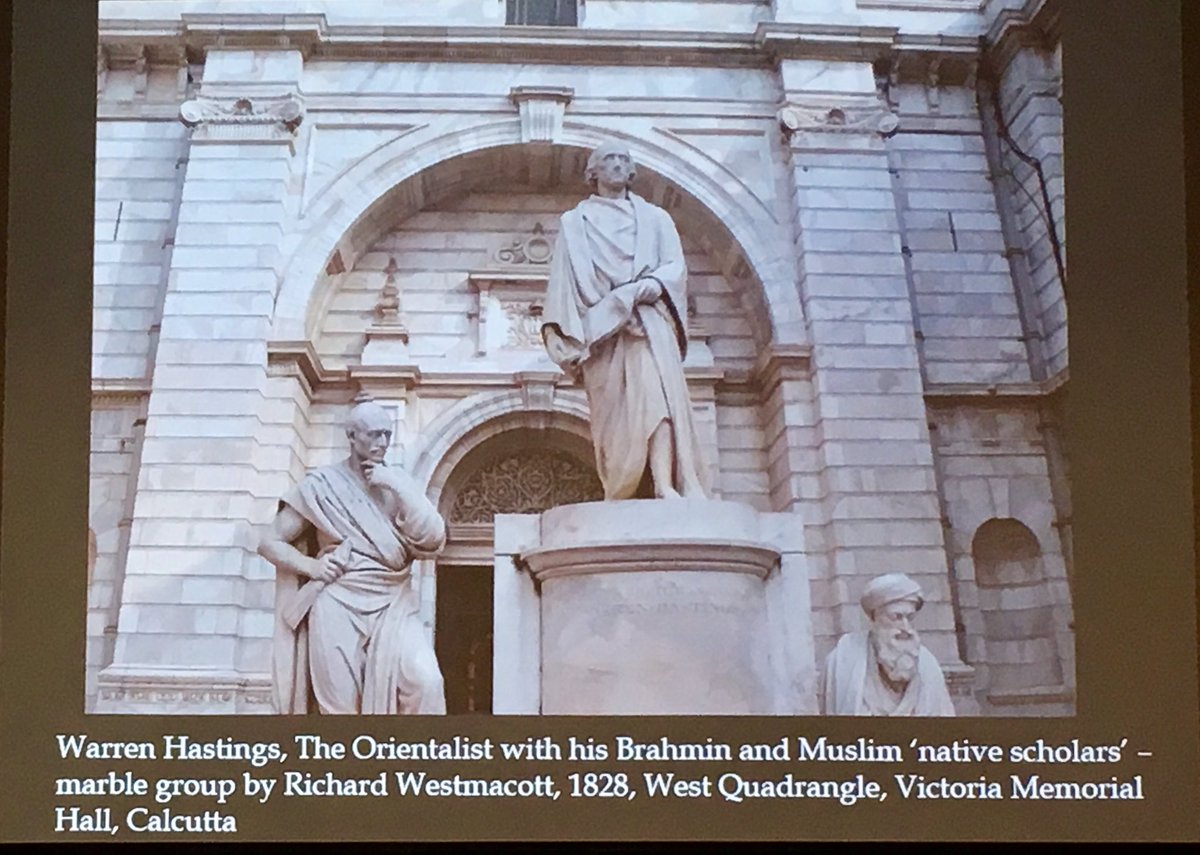 Warren Hastings, The Orientalist with his Brahmin and Muslim ‘native scholars’ –
marble group by Richard Westmacott, 1828, West Quadrangle, Victoria Memorial
Hall, Calcutta